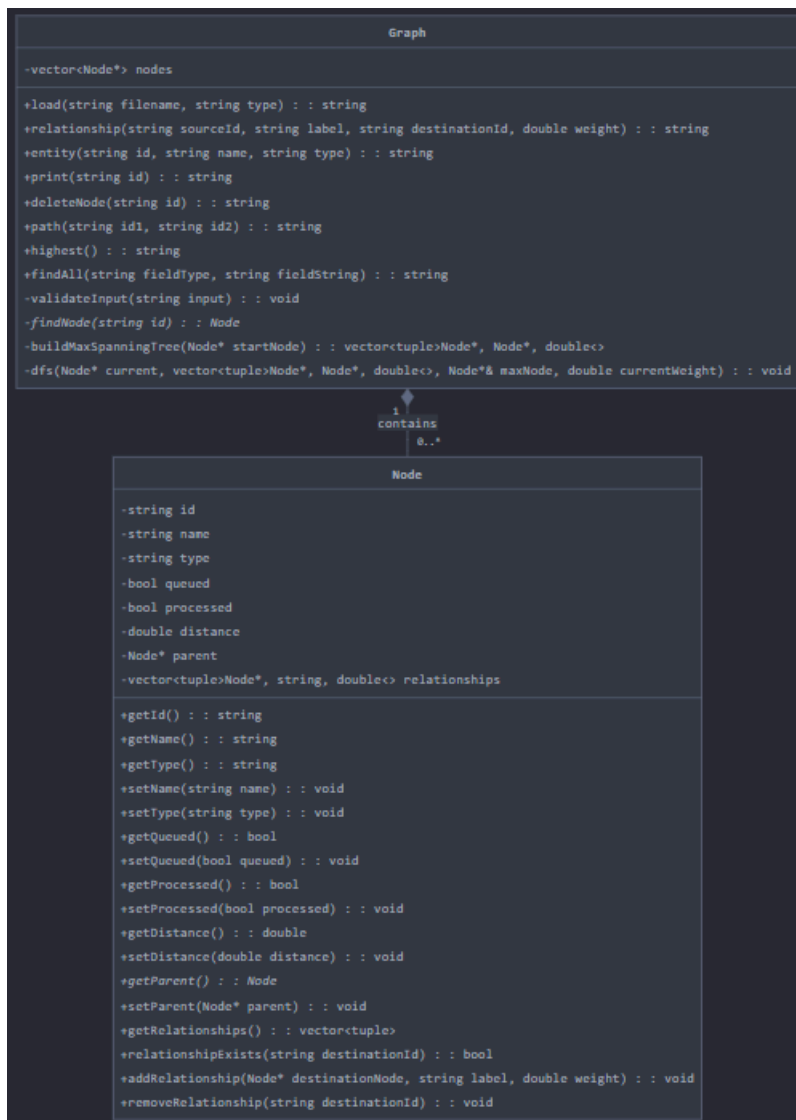 Graph
-vector<Node*> nodes
+load(string filename, string type) : : string
+relationship(string sourceId, string label, string destinationId, double weight) : : string
+entity(string id, string name, string type) : : string
+print(string id) : : string
+deleteNode(string id) : : string
+path(string id1, string id2) : : string
+highest() : : string
+findAll(string fieldType, string fieldString) : : string
-validateInput(string input) : : void
-findNode(string id) : : Node
-buildMaxSpanningTree(Node* startNode) : : vector<tuple>Node*, Node*, double<>
-dfs(Node* current, vector<tuple>Node*, Node*, double<>, Node*& maxNode, double currentWeight) : : void
1
contains
0..*
Node
-string id
-string name
-string type
-bool queued
-bool processed
-double distance
-Node* parent
-vector<tuple>Node*, string, double<> relationships
+getId() : : string
+getName() : : string
+getType() : : string
+setName(string name) : : void
+setType(string type) : : void
+getQueued() : : bool
+setQueued(bool queued) : : void
+getProcessed() : : bool
+setProcessed(bool processed) : : void
+getDistance() : : double
+setDistance(double distance) : : void
+getParent() : : Node
+setParent(Node* parent) : : void
+getRelationships() : : vector<tuple>
+relationshipExists(string destinationId) : : bool
+addRelationship(Node* destinationNode, string label, double weight) : : void
+removeRelationship(string destinationId) : : void